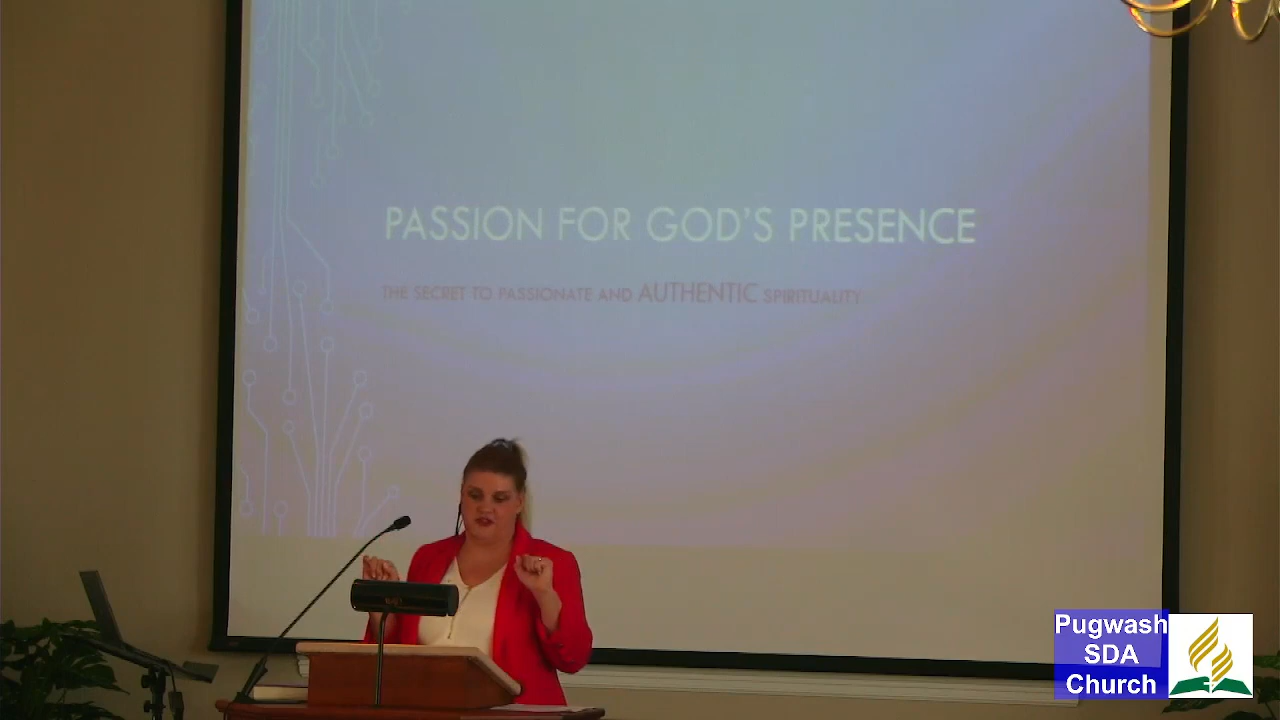 PASSION FOR GOD'S PRESENCE
THE SECRET TO PASSIONATE AND AUTHENTIC SPIRITUALITY
Pugwash
SDA
Church